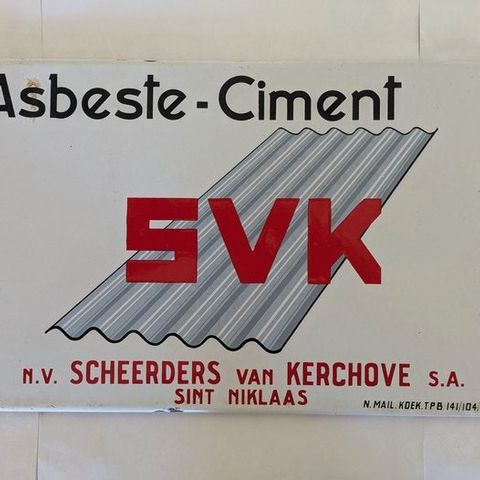 Asbeste-Ciment
SVK
N.V. SCHEERDERS VAN KERCHOVE S.A.
SINT NIKLAAS
N. MAIL. KOEK. T P B 141/104/